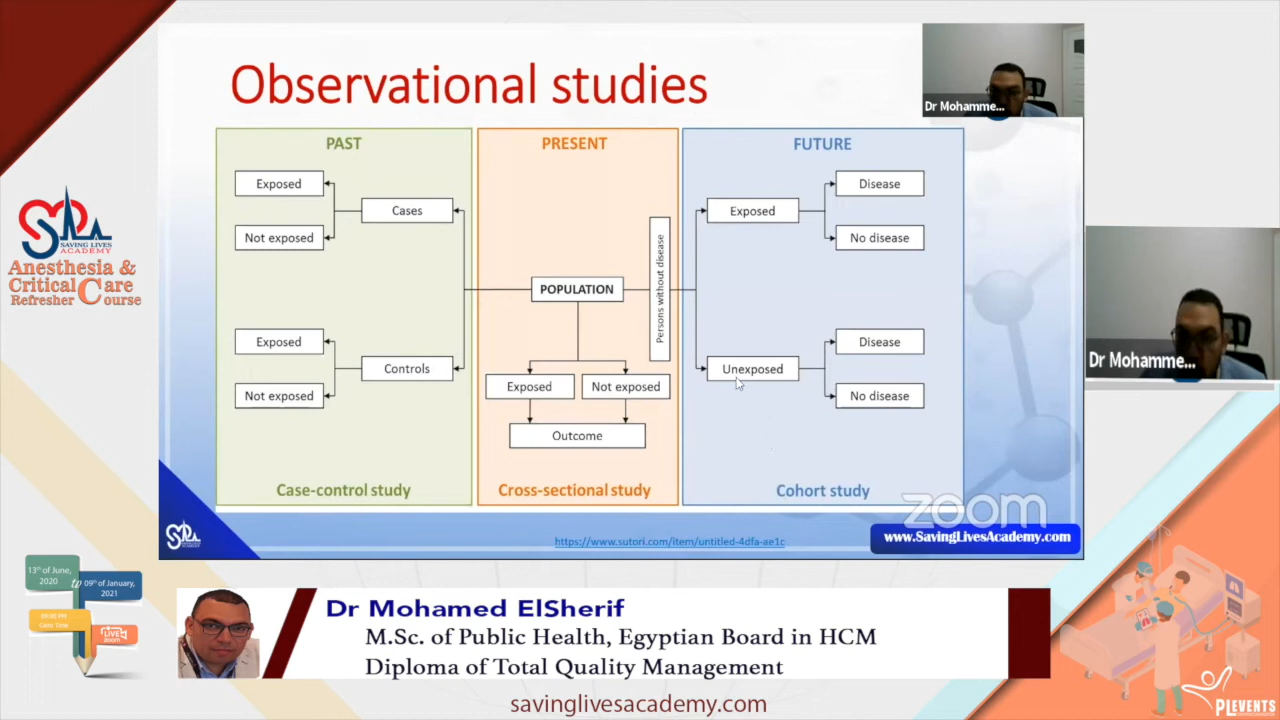 Observational studies
Dr Mohamme...
PAST
PRESENT
FUTURE
Exposed
Cases
Not exposed
Exposed
Controls
Not exposed
POPULATION
Persons without disease
Exposed
Not exposed
Outcome
Exposed
Disease
No disease
Unexposed
Disease
No disease
Case-control study
Cross-sectional study
Cohort study
zoom
https://www.sutori.com/item/untitled-4dfa-ae1c
www.SavingLivesAcademy.com
Dr Mohamme...
SAVING LIVES
ACADEMY
Anesthesia &
Critical Care
Refresher Course
13th of June,
2020
to
09th of January,
2021
LIVE
zoom
Dr Mohamed ElSherif
M.Sc. of Public Health, Egyptian Board in HCM
Diploma of Total Quality Management
savinglivesacademy.com
PLEVENTS